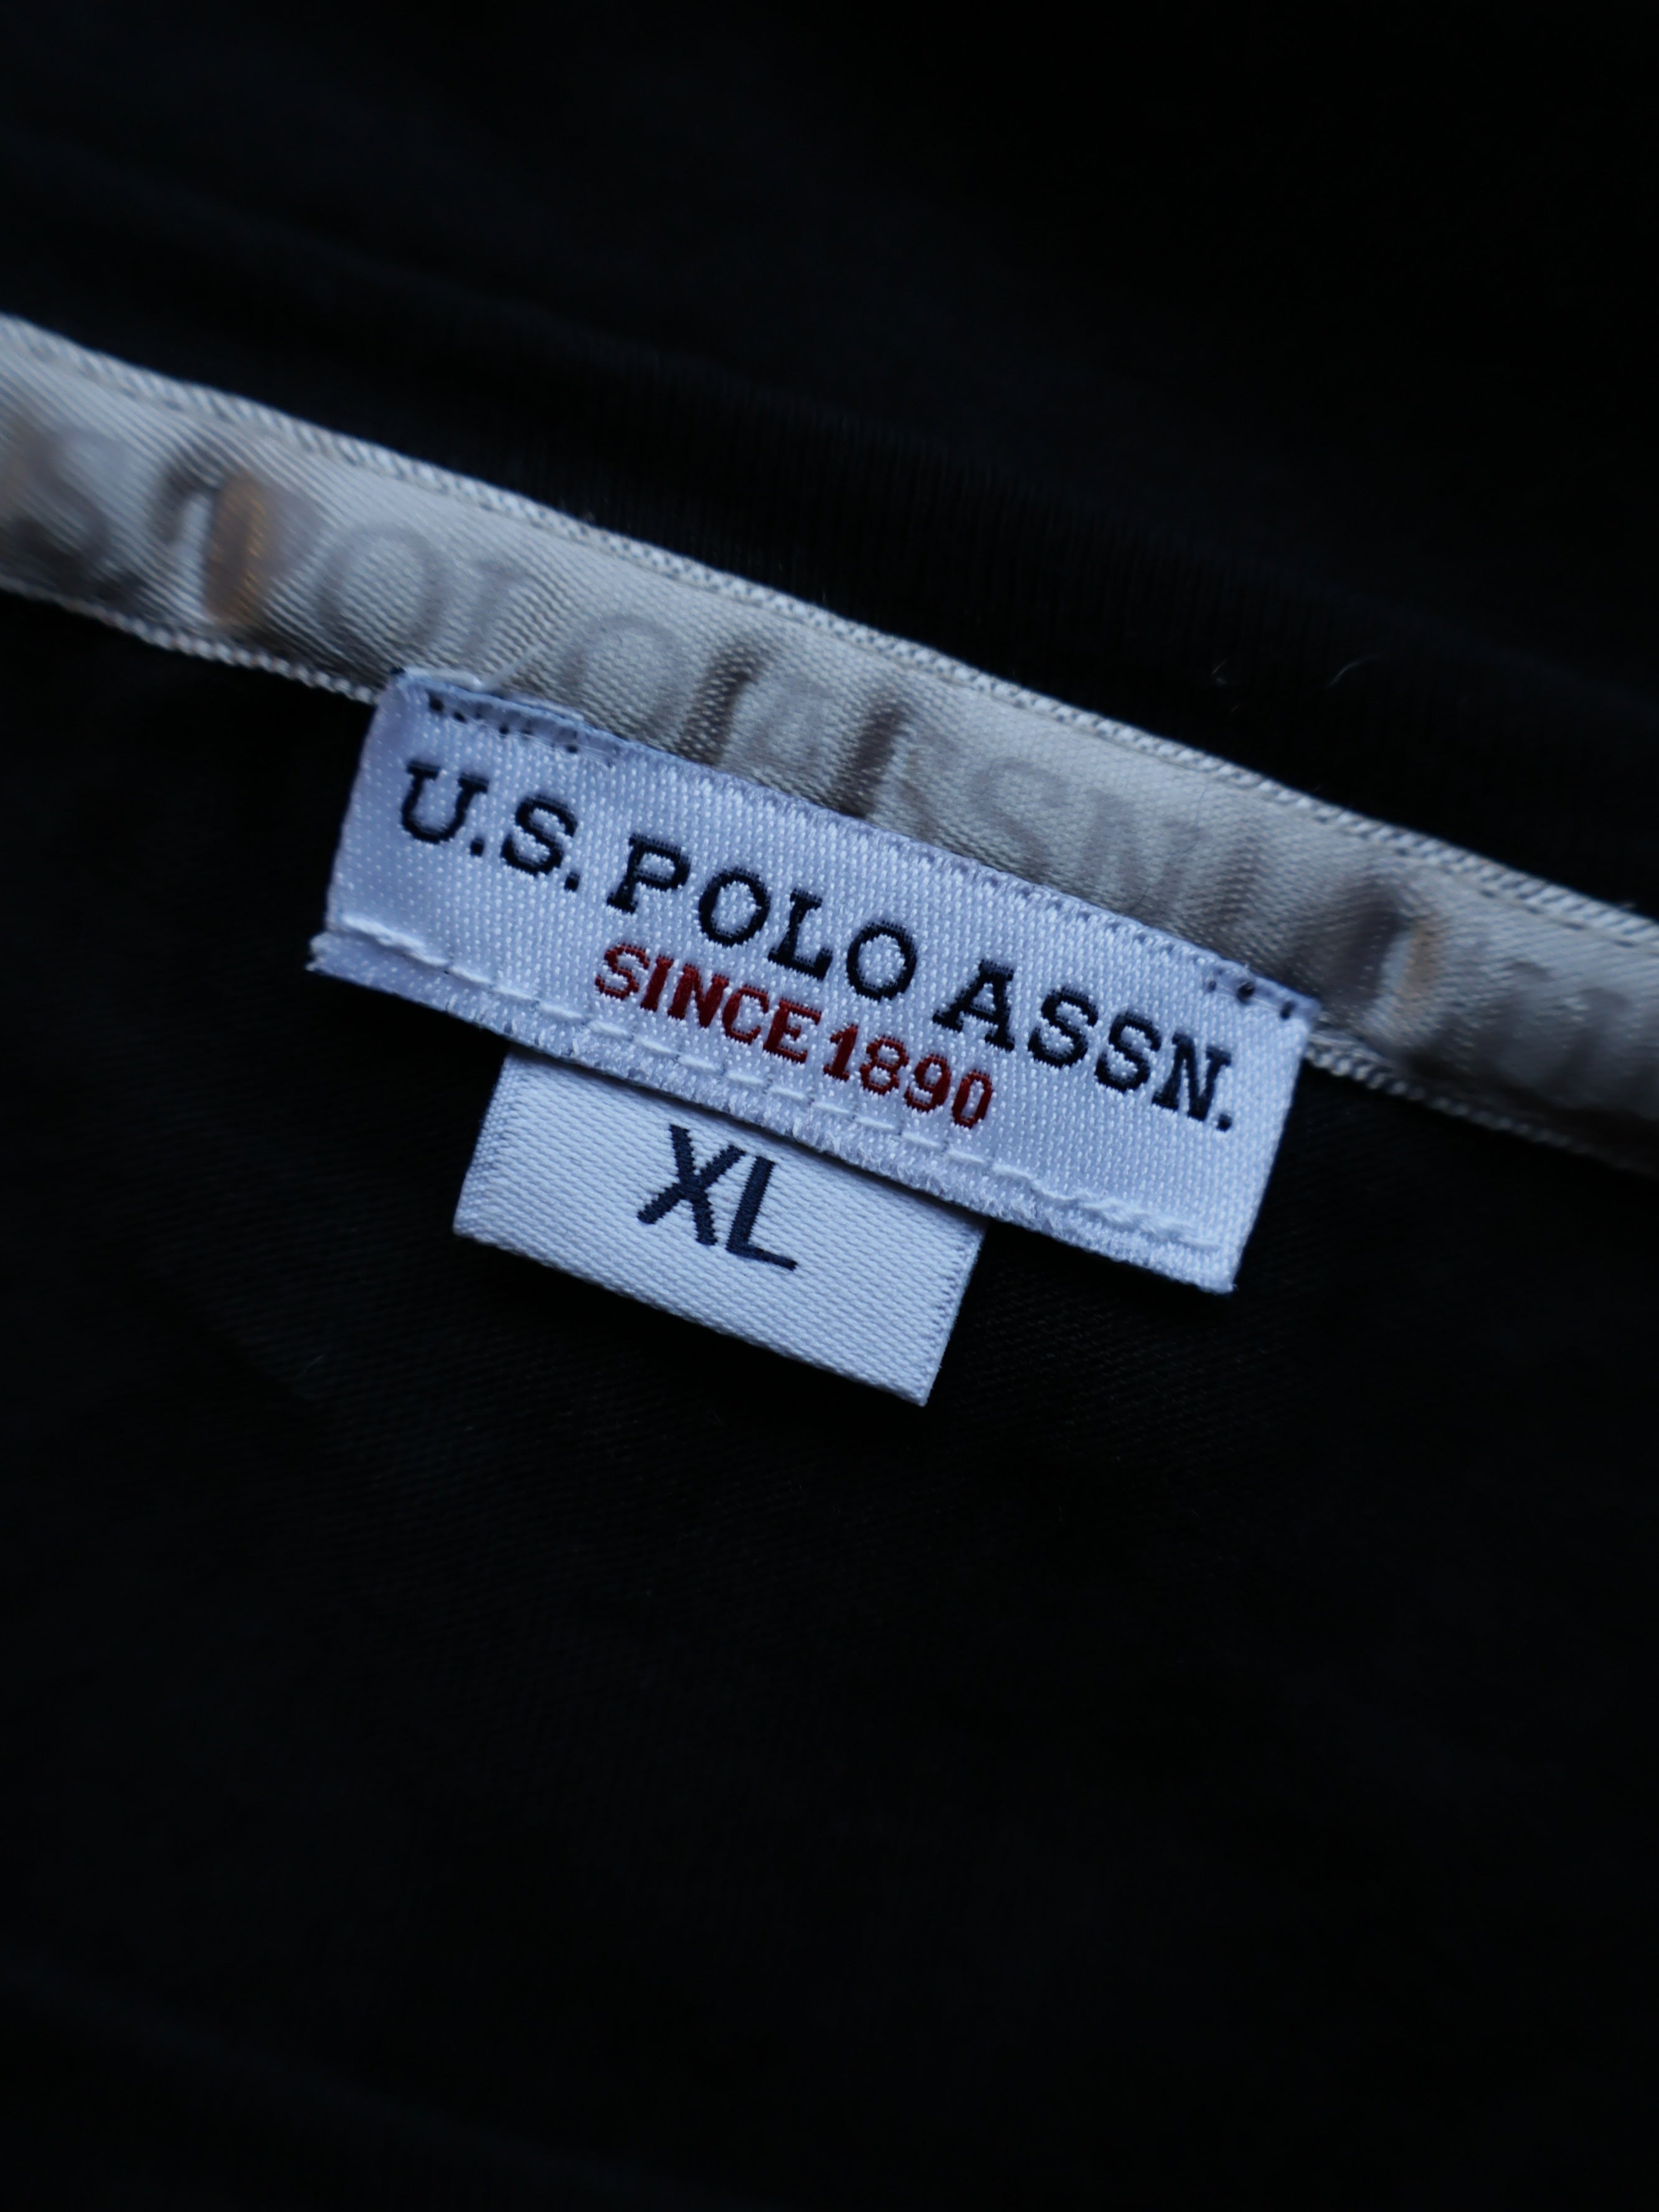 U.S. POLO ASSN.
SINCE 1890
XL